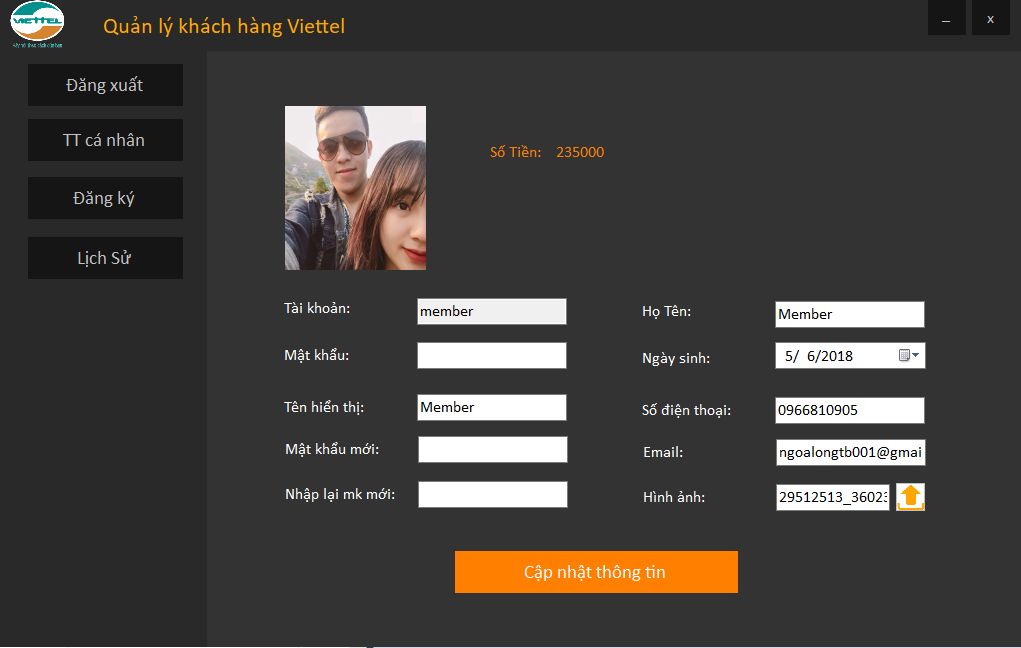 VIETTEL
Quản lý khách hàng Viettel
_
x
Đăng xuất
TT cá nhân
Đăng ký
Lịch Sử
Số Tiền: 235000
Tài khoản: member
Họ Tên: Member
Mật khẩu:
Ngày sinh: 5/ 6/2018
Tên hiển thị: Member
Số điện thoại: 0966810905
Mật khẩu mới:
Email: ngoalongtb001@gmai
Nhập lại mk mới:
Hình ảnh: 29512513_36023
Cập nhật thông tin